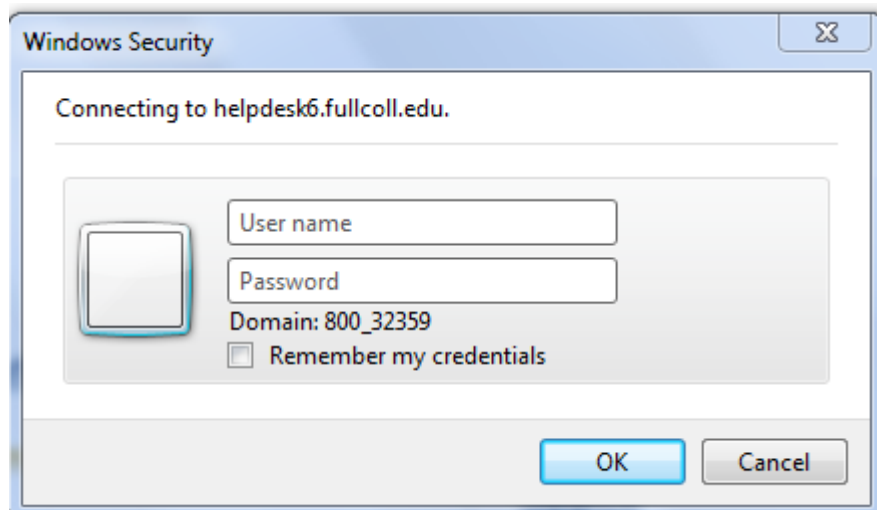 Windows Security
Connecting to helpdesk6.fullcoll.edu.
User name
Password
Domain: 800_32359
Remember my credentials
OK
Cancel